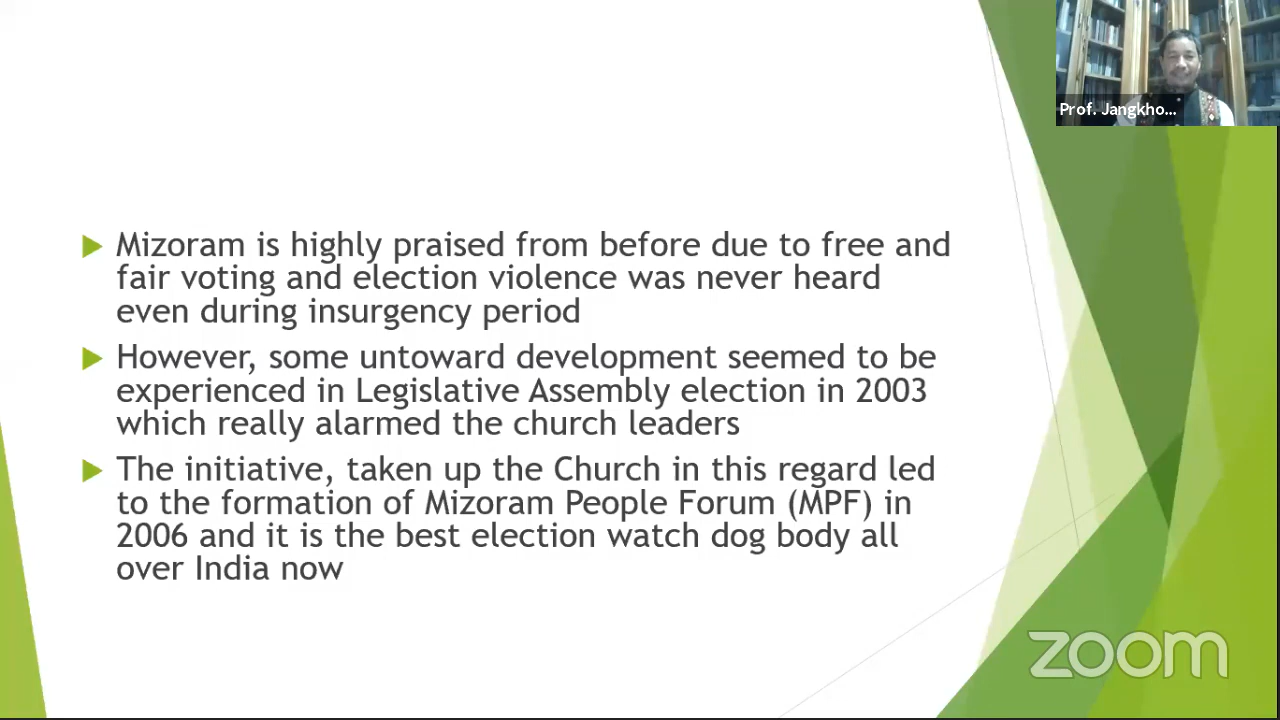 Prof. Jangkho...
Mizoram is highly praised from before due to free and
fair voting and election violence was never heard
even during insurgency period
However, some untoward development seemed to be
experienced in Legislative Assembly election in 2003
which really alarmed the church leaders
The initiative, taken up the Church in this regard led
to the formation of Mizoram People Forum (MPF) in
2006 and it is the best election watch dog body all
over India now
zoom